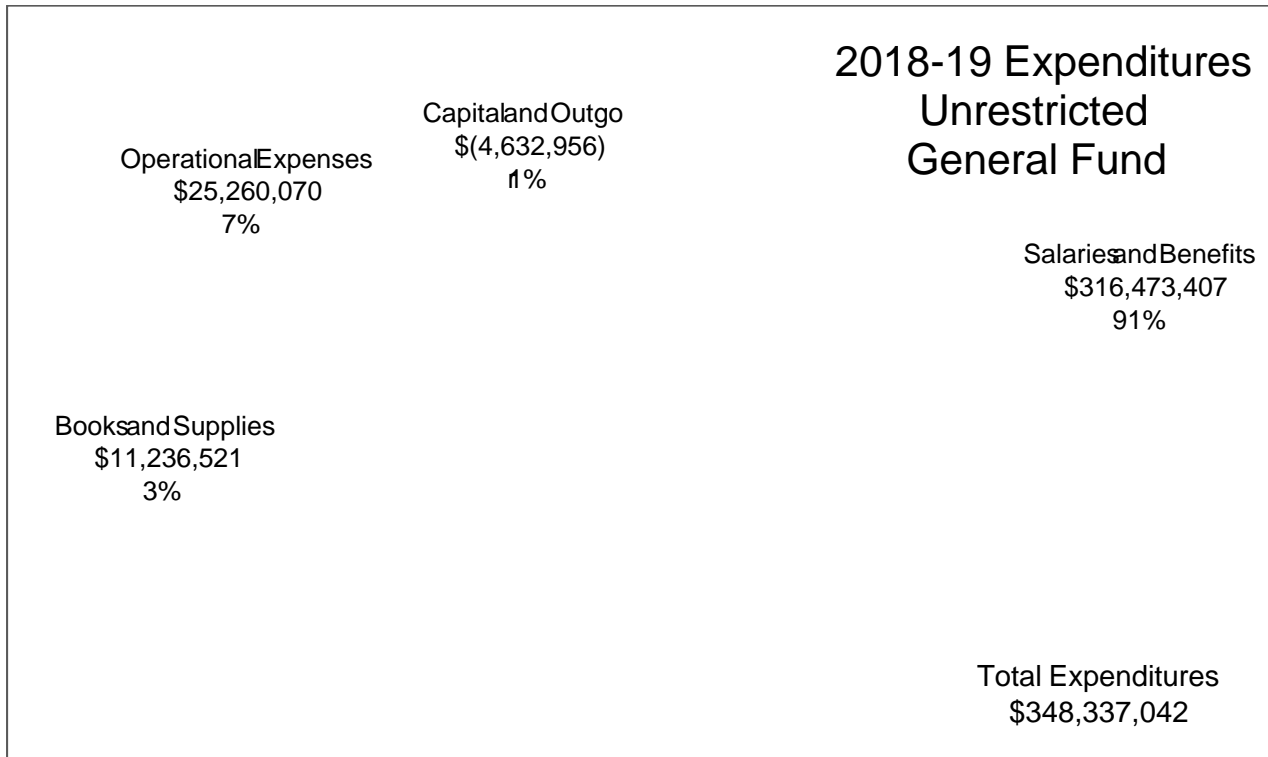 2018-19 Expenditures
Unrestricted
General Fund
Capital and Outgo
$(4,632,956)
-1%
Operational Expenses
$25,260,070
7%
Salaries and Benefits
$316,473,407
91%
Books and Supplies
$11,236,521
3%
Total Expenditures
$348,337,042